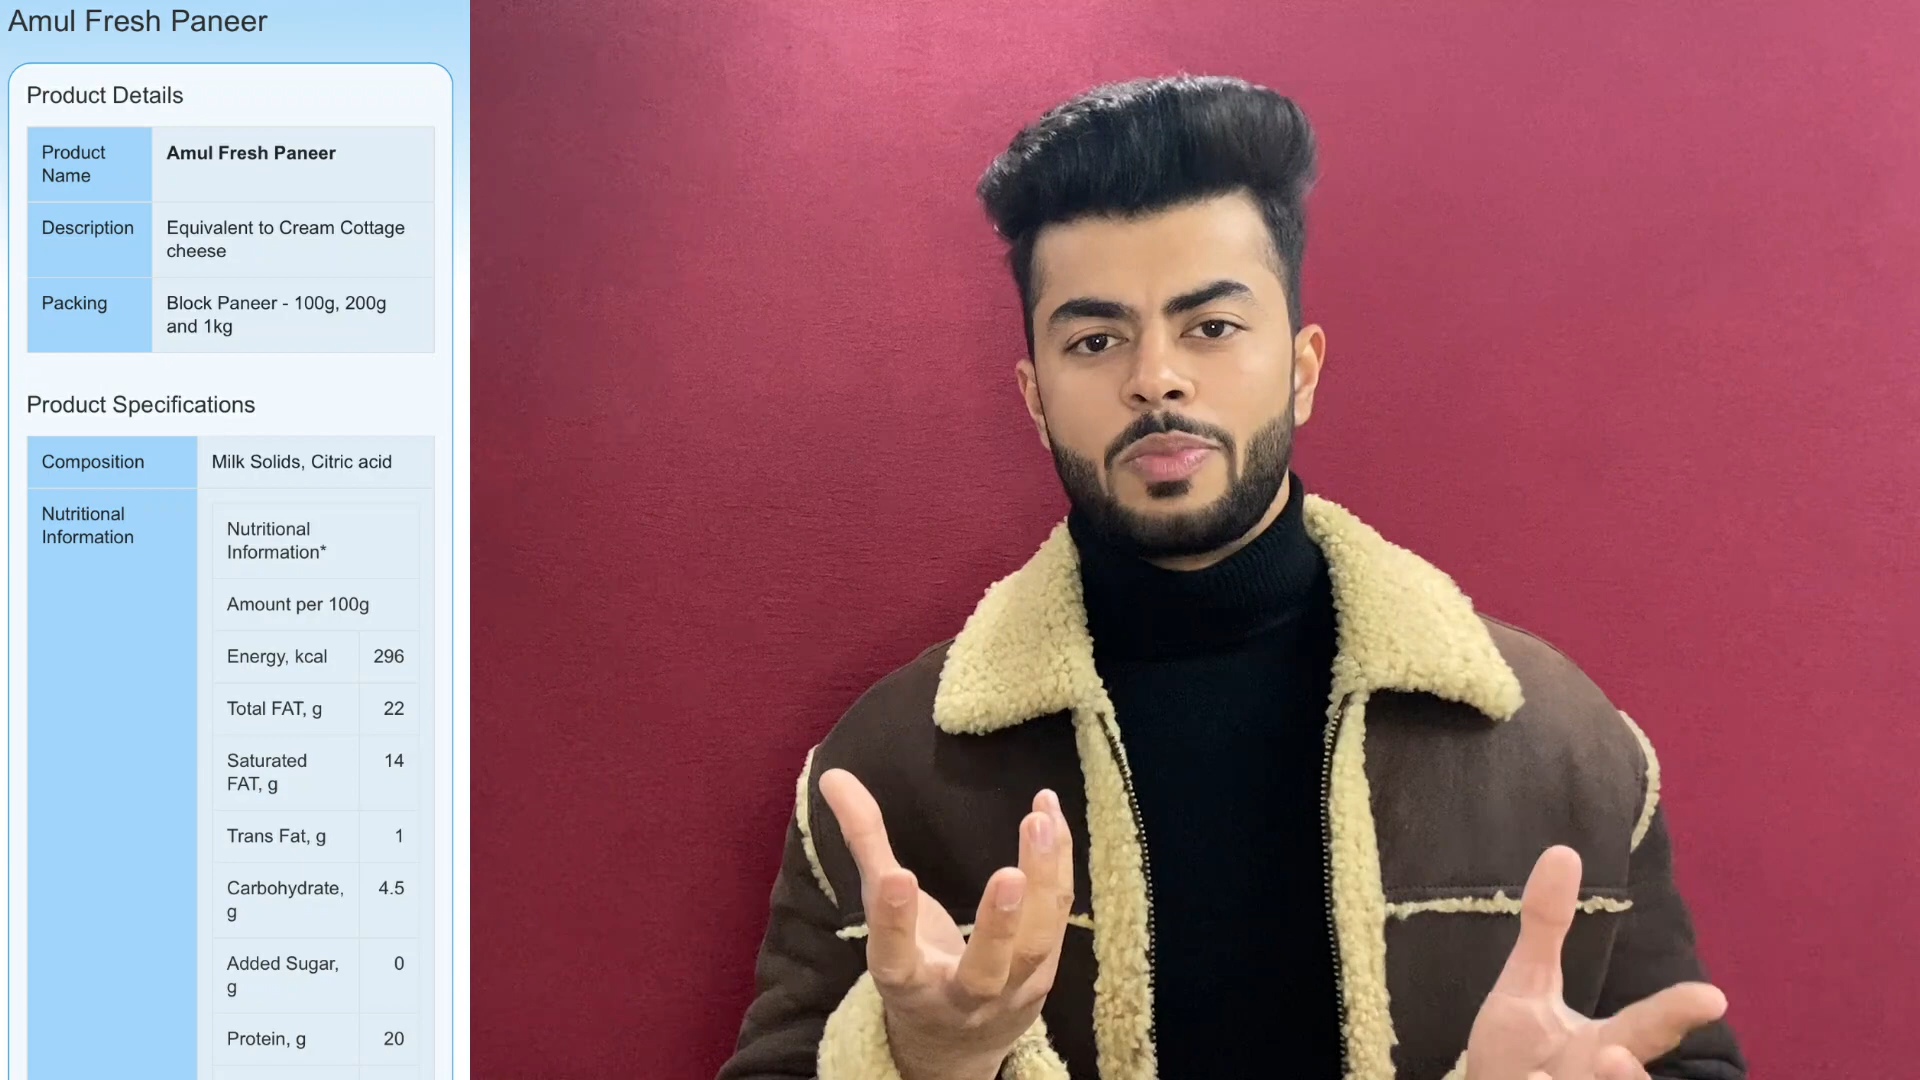 Amul Fresh Paneer
Product Details
Product
Name
Amul Fresh Paneer
Description
Equivalent to Cream Cottage
cheese
Packing
Block Paneer - 100g, 200g
and 1kg
Product Specifications
Composition
Milk Solids, Citric acid
Nutritional
Information
Nutritional
Information*
Amount per 100g
Energy, kcal 296
Total FAT, g 22
Saturated
FAT, g
14
Trans Fat, g 1
Carbohydrate,
g
4.5
Added Sugar,
g
0
Protein, g 20